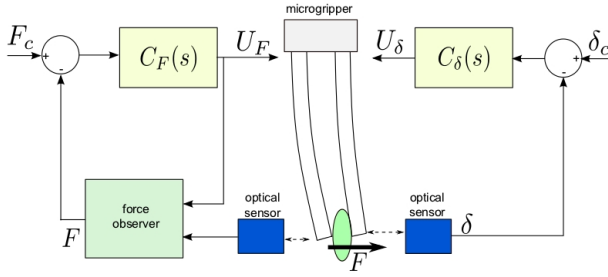 microgripper
F_c
+
-
C_F(s)
U_F
U_δ
C_δ(s)
+
-
δ_c
force
observer
F
optical
sensor
F
optical
sensor
δ